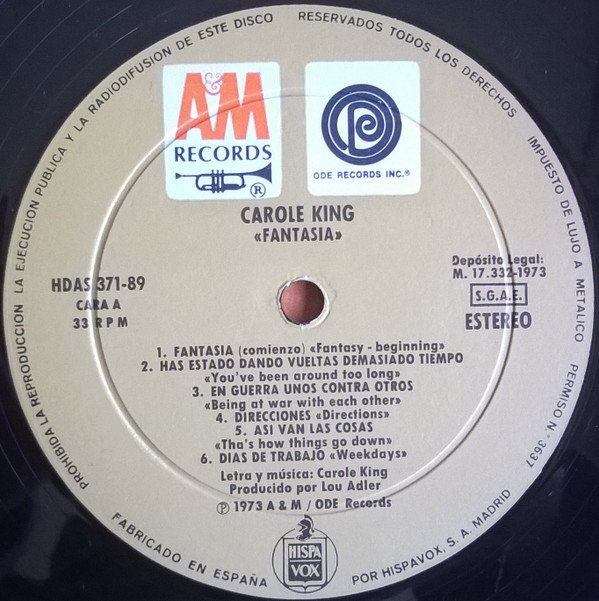 PROHIBIDA LA REPRODUCCION LA EJECUCION PUBLICA Y LA RADIODIFUSION DE ESTE DISCO
RESERVADOS TODOS LOS DERECHOS
IMPUESTO DE LUJO A METALICO PERMISO N.º 3637
A&M
RECORDS
®
ODE RECORDS INC.®
CAROLE KING
«FANTASIA»
HDAS 371-89
CARA A
33 R P M
Depósito Legal:
M. 17.332-1973
S.G.A.E.
ESTEREO
1. FANTASIA (comienzo) «Fantasy - beginning»
2. HAS ESTADO DANDO VUELTAS DEMASIADO TIEMPO
«You've been around too long»
3. EN GUERRA UNOS CONTRA OTROS
«Being at war with each other»
4. DIRECCIONES «Directions»
5. ASI VAN LAS COSAS
«Tha's how things go down»
6. DIAS DE TRABAJO «Weekdays»
Letra y música: Carole King
Producido por Lou Adler
℗ 1973 A & M / ODE Records
HISPA
VOX
FABRICADO EN ESPAÑA
POR HISPAVOX, S. A. MADRID